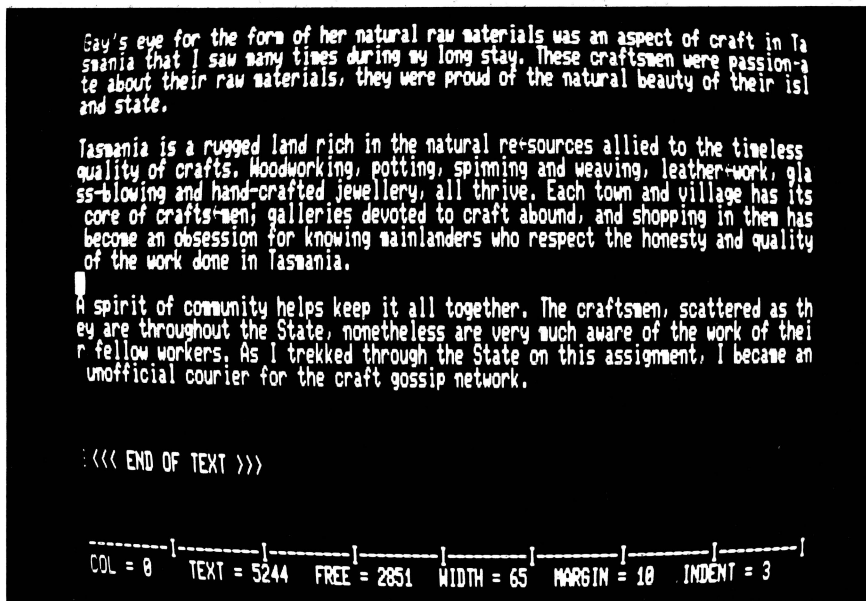 Gay's eye for the form of her natural raw materials was an aspect of craft in Ta
smania that I saw many times during my long stay. These craftsmen were passion-a
te about their raw materials, they were proud of the natural beauty of their isl
and state.
Tasmania is a rugged land rich in the natural re-sources allied to the timeless
quality of crafts. Woodworking, potting, spinning and weaving, leather-work, gla
ss-blowing and hand-crafted jewellery, all thrive. Each town and village has its
core of crafts-men; galleries devoted to craft abound, and shopping in them has
become an obsession for knowing mainlanders who respect the honesty and quality
of the work done in Tasmania.
A spirit of community helps keep it all together. The craftsmen, scattered as th
ey are throughout the State, nonetheless are very much aware of the work of thei
r fellow workers. As I trekked through the State on this assignment, I became an
unofficial courier for the craft gossip network.
<<< END OF TEXT >>>
---------I---------I---------I---------I---------I---------I---------I---------I
COL = 0 TEXT = 5244 FREE = 2851 WIDTH = 65 MARGIN = 10 INDENT = 3